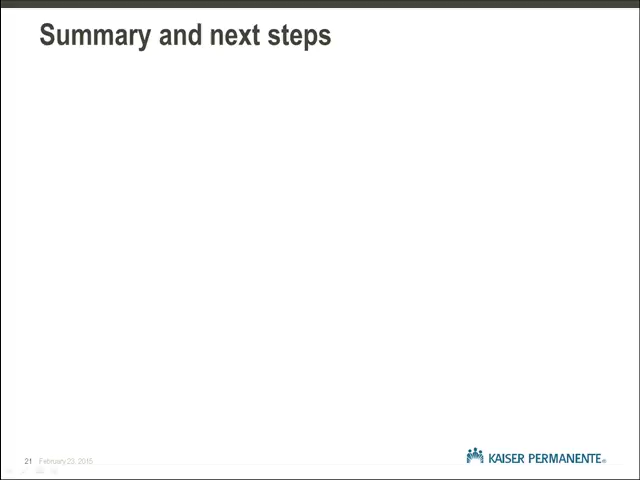 Summary and next steps
21 February 23, 2015
KAISER PERMANENTE®